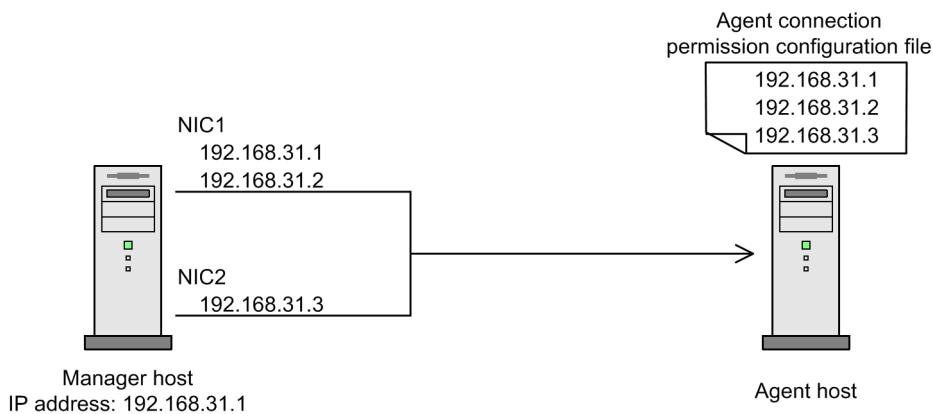 Agent connection
permission configuration file
192.168.31.1
192.168.31.2
192.168.31.3
NIC1
192.168.31.1
192.168.31.2
NIC2
192.168.31.3
Manager host
IP address: 192.168.31.1
Agent host